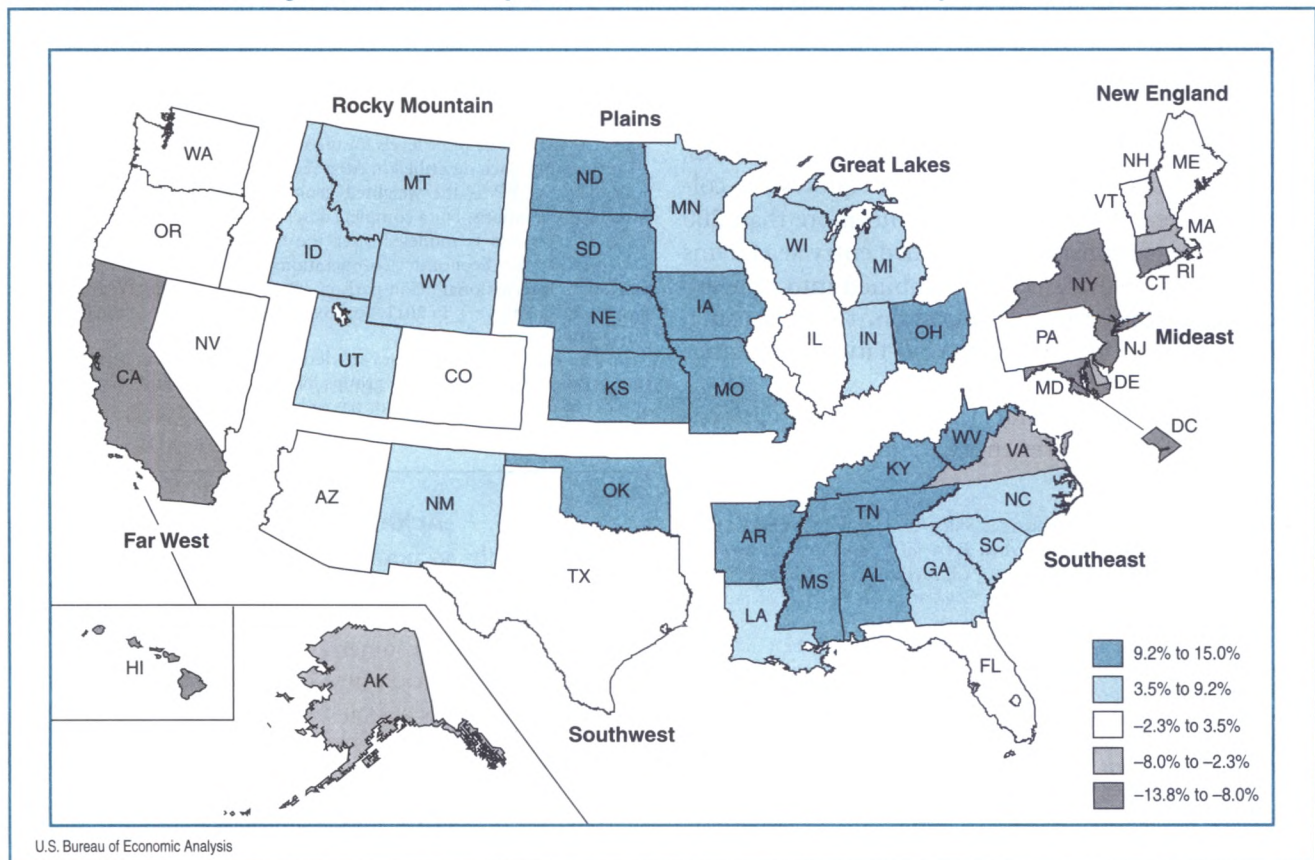 New England
Rocky Mountain
Plains
Great Lakes
WA
MT
ND
MN
NH
ME
VT
OR
ID
SD
WI
MI
MA
RI
CT
WY
NY
NE
IA
NV
UT
CO
IL
IN
OH
PA
Mideast
NJ
CA
KS
MO
MD
DE
DC
WV
VA
KY
AZ
NM
OK
TN
NC
AR
Far West
SC
Southeast
TX
MS
AL
GA
LA
HI
AK
FL
Southwest
9.2% to 15.0%
3.5% to 9.2%
–2.3% to 3.5%
–8.0% to –2.3%
–13.8% to –8.0%
U.S. Bureau of Economic Analysis